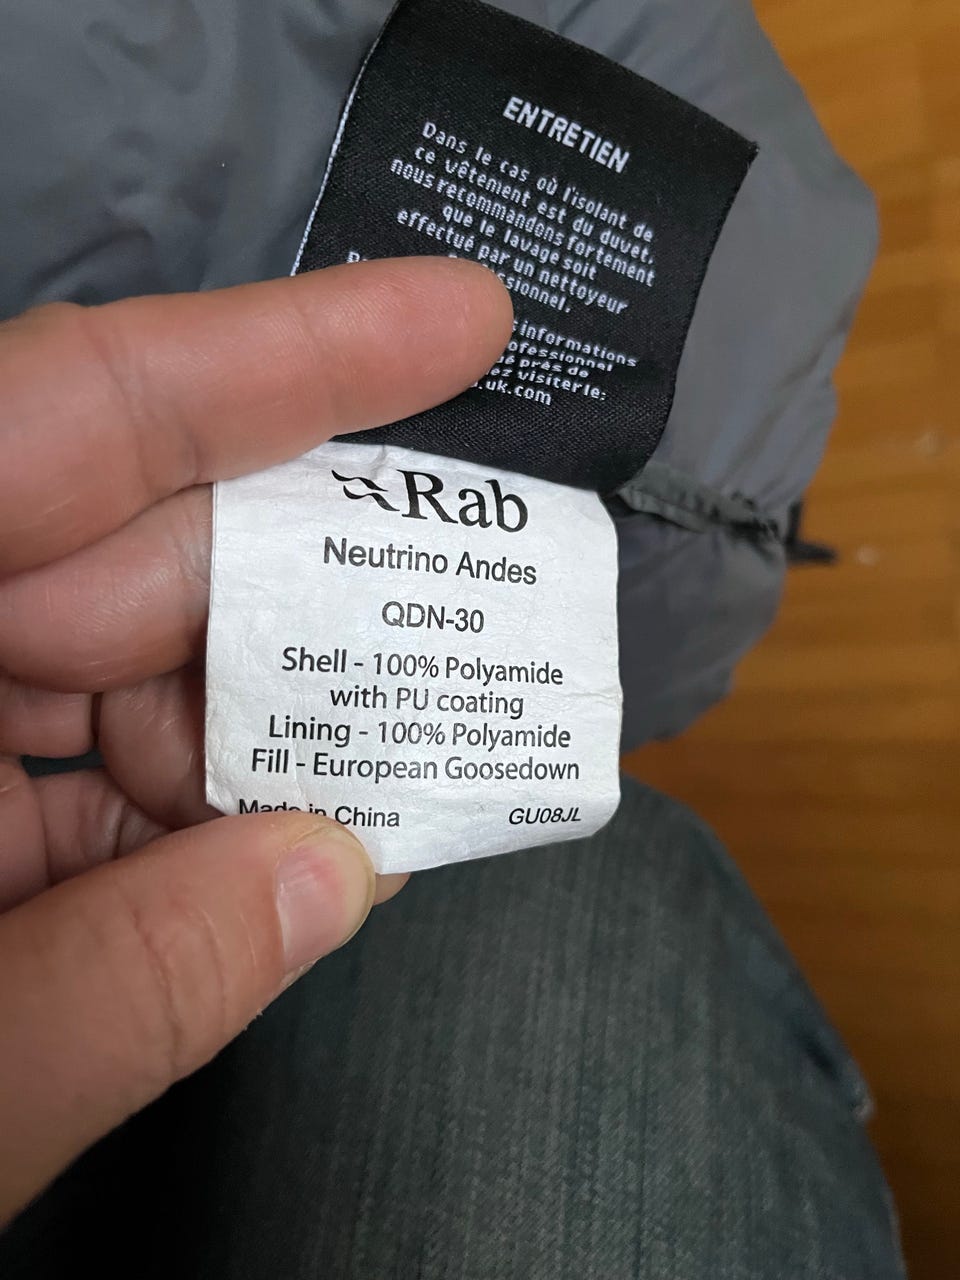 ENTRETIEN
Dans le cas où l'isolant de
ce vêtement est du duvet,
nous recommandons fortement
que le lavage soit
effectué par un nettoyeur
informations
de
visiter le:
.uk.com
Rab
Neutrino Andes
QDN-30
Shell - 100% Polyamide
with PU coating
Lining - 100% Polyamide
Fill - European Goosedown
Made in China GU08JL